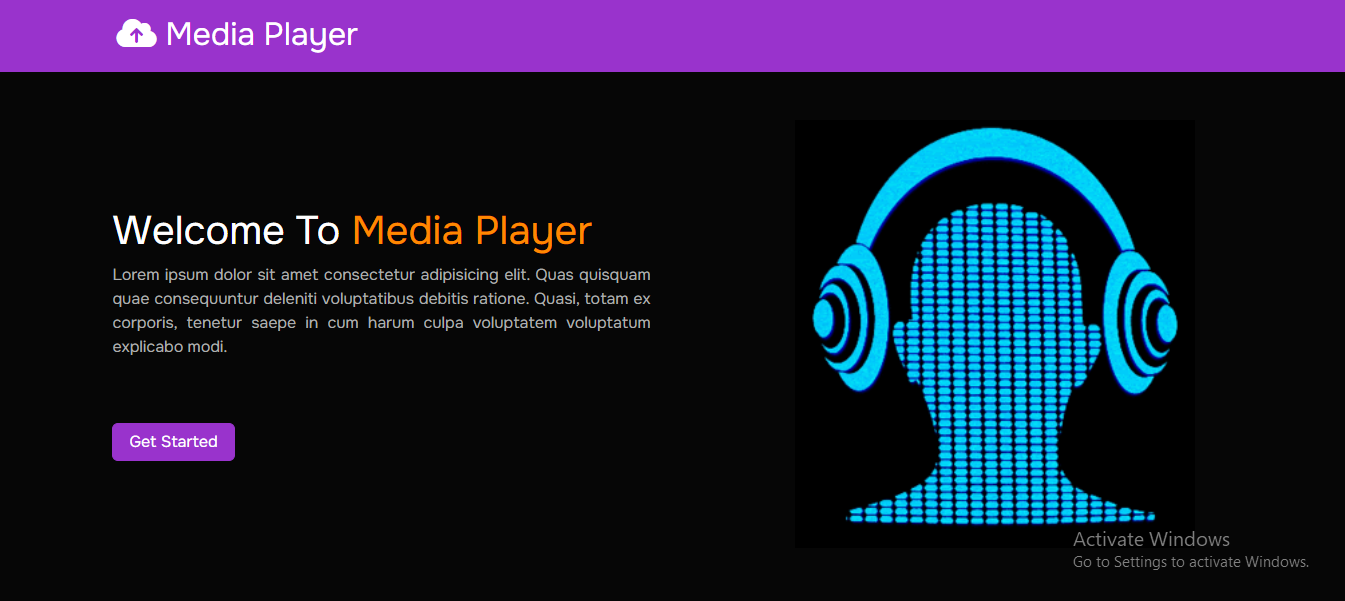 Media Player
Welcome To Media Player
Lorem ipsum dolor sit amet consectetur adipisicing elit. Quas quisquam
quae consequuntur deleniti voluptatibus debitis ratione. Quasi, totam ex
corporis, tenetur saepe in cum harum culpa voluptatem voluptatum
explicabo modi.
Get Started
Activate Windows
Go to Settings to activate Windows.